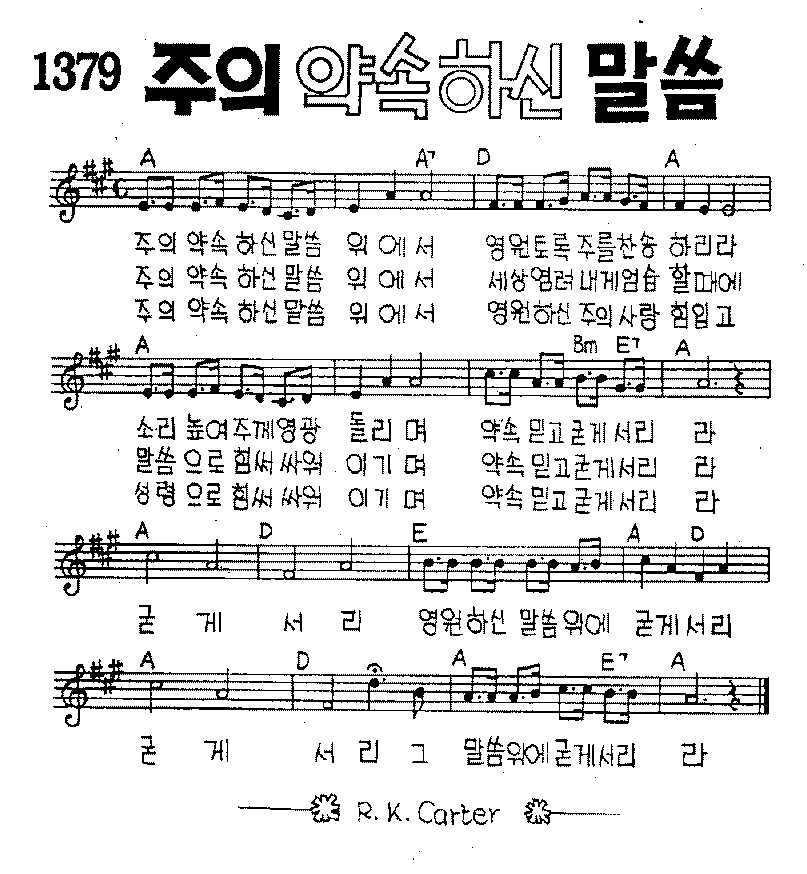 1379 주의 약속하신 말씀
A A7 D A
주의 약속 하신 말씀 위에서 영원토록 주를찬송 하리라
주의 약속 하신 말씀 위에서 세상염려 내게엄습 할때에
주의 약속 하신 말씀 위에서 영원하신 주의사랑 힘입고
A Bm E7 A
소리 높여주께영광 돌리며 약속 믿고굳게서리 라
말씀으로힘써싸워 이기며 약속 믿고굳게서리 라
성령으로힘써싸워 이기며 약속 믿고굳게서리 라
A D E A D
굳게 서리 영원하신 말씀위에 굳게서리
A D A E7 A
굳게 서리 그 말씀위에굳게서리 라
R. K. Carter